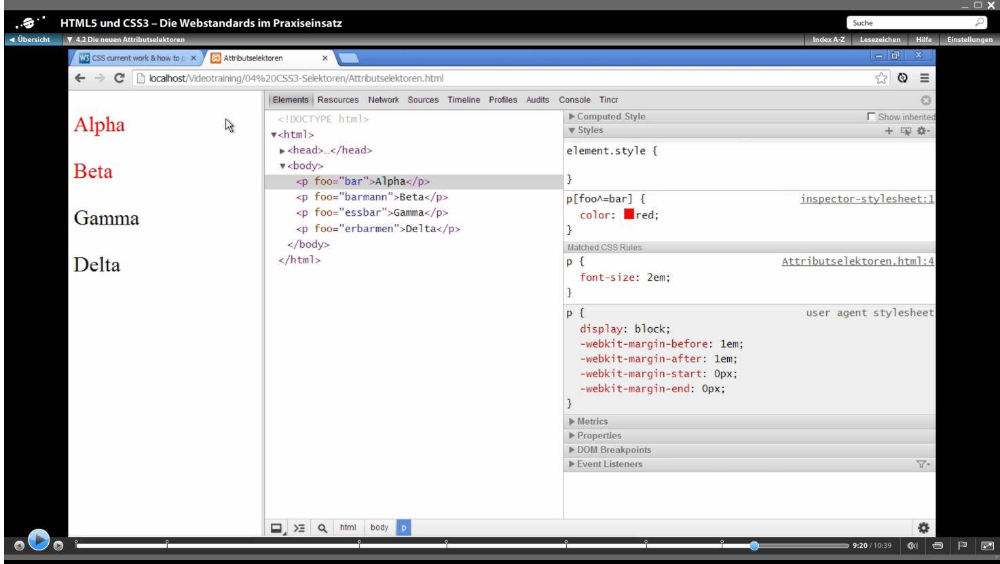 HTML5 und CSS3 – Die Webstandards im Praxiseinsatz
Suche
◀ Übersicht ▼ 4.2 Die neuen Attributselektoren Index A-Z Lesezeichen Hilfe Einstellungen
W3 CSS current work & how to p × Attributselektoren ×
localhost/Videotraining/04%20CSS3-Selektoren/Attributselektoren.html
Alpha
Beta
Gamma
Delta
Elements Resources Network Sources Timeline Profiles Audits Console Tincr
<!DOCTYPE html>
▼<html>
▶<head>…</head>
▼<body>
<p foo="bar">Alpha</p>
<p foo="barmann">Beta</p>
<p foo="essbar">Gamma</p>
<p foo="erbarmen">Delta</p>
</body>
</html>
▶ Computed Style Show inherited
▼ Styles
element.style {
}
p[foo^=bar] { inspector-stylesheet:1
color: red;
}
Matched CSS Rules
p { Attributselektoren.html:4
font-size: 2em;
}
p { user agent stylesheet
display: block;
-webkit-margin-before: 1em;
-webkit-margin-after: 1em;
-webkit-margin-start: 0px;
-webkit-margin-end: 0px;
}
▶ Metrics
▶ Properties
▶ DOM Breakpoints
▶ Event Listeners
html body p
9:20 / 10:39